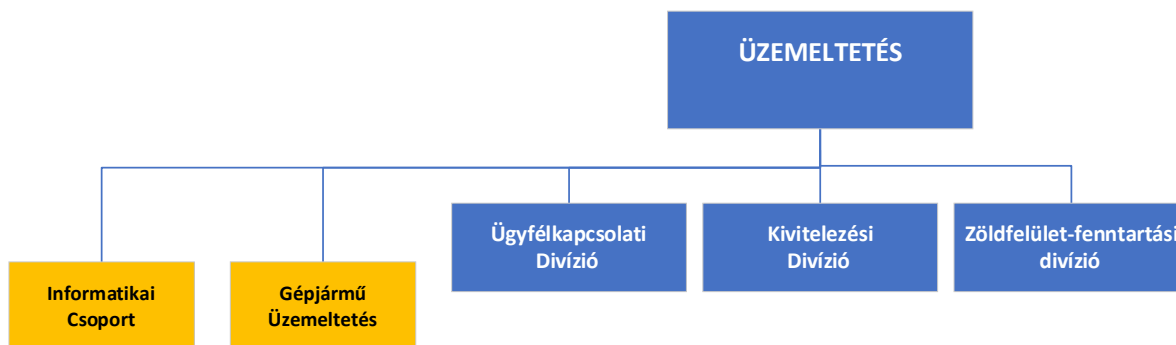 ÜZEMELTETÉS
Ügyfélkapcsolati
Divízió
Kivitelezési
Divízió
Zöldfelület-fenntartási
divízió
Informatikai
Csoport
Gépjármű
Üzemeltetés